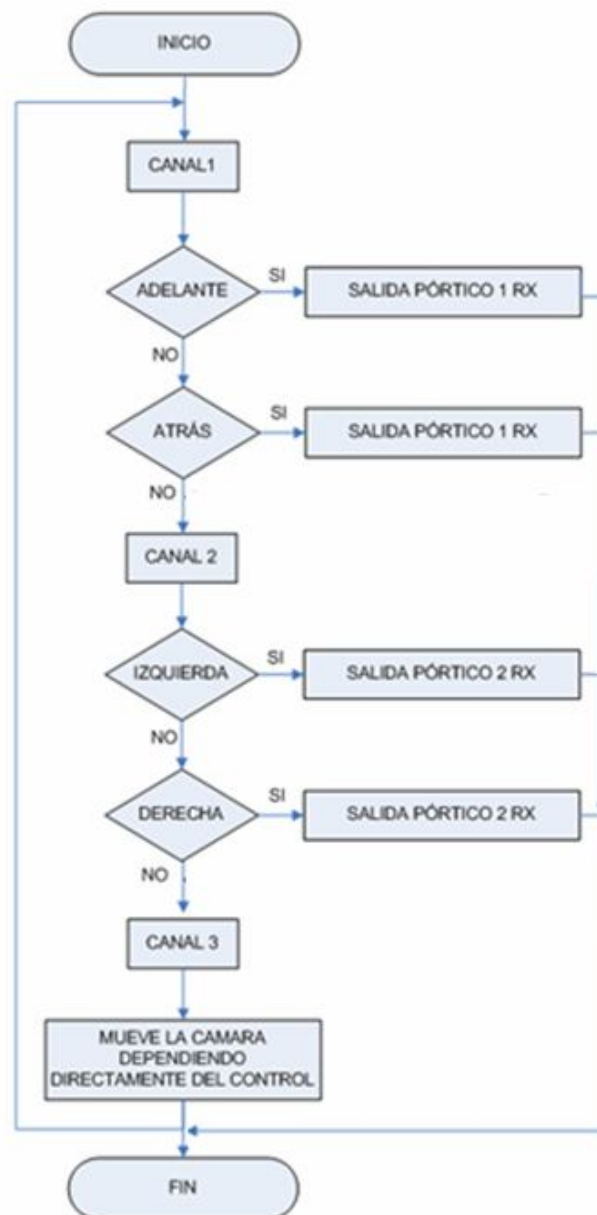 INICIO
CANAL1
ADELANTE
SI
SALIDA PÓRTICO 1 RX
NO
ATRÁS
SI
SALIDA PÓRTICO 1 RX
NO
CANAL 2
IZQUIERDA
SI
SALIDA PÓRTICO 2 RX
NO
DERECHA
SI
SALIDA PÓRTICO 2 RX
NO
CANAL 3
MUEVE LA CAMARA
DEPENDIENDO
DIRECTAMENTE DEL CONTROL
FIN